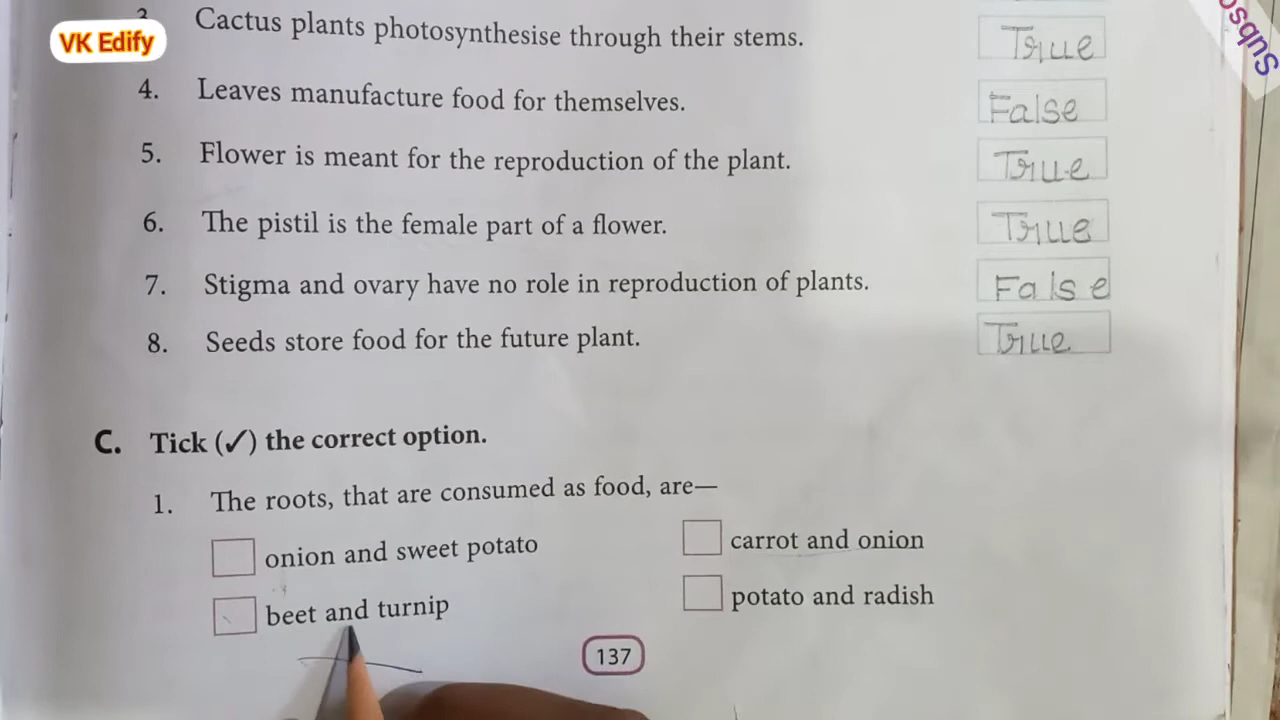 VK Edify
Cactus plants photosynthesise through their stems. True
4. Leaves manufacture food for themselves. False
5. Flower is meant for the reproduction of the plant. True
6. The pistil is the female part of a flower. True
7. Stigma and ovary have no role in reproduction of plants. False
8. Seeds store food for the future plant. True
C. Tick (✓) the correct option.
1. The roots, that are consumed as food, are—
onion and sweet potato carrot and onion
beet and turnip potato and radish
137